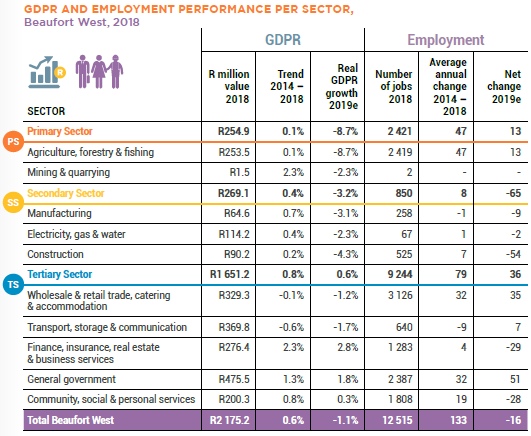 GDPR AND EMPLOYMENT PERFORMANCE PER SECTOR,
Beaufort West, 2018
GDPR Employment
R
SECTOR R million value 2018 Trend 2014 – 2018 Real GDPR growth 2019e Number of jobs 2018 Average annual change 2014 – 2018 Net change 2019e
PS Primary Sector R254.9 0.1% -8.7% 2 421 47 13
Agriculture, forestry & fishing R253.5 0.1% -8.7% 2 419 47 13
Mining & quarrying R1.5 2.3% -2.3% 2 - -
SS Secondary Sector R269.1 0.4% -3.2% 850 8 -65
Manufacturing R64.6 0.7% -3.1% 258 -1 -9
Electricity, gas & water R114.2 0.4% -2.3% 67 1 -2
Construction R90.2 0.2% -4.3% 525 7 -54
TS Tertiary Sector R1 651.2 0.8% 0.6% 9 244 79 36
Wholesale & retail trade, catering & accommodation R329.3 -0.1% -1.2% 3 126 32 35
Transport, storage & communication R369.8 -0.6% -1.7% 640 -9 7
Finance, insurance, real estate & business services R276.4 2.3% 2.8% 1 283 4 -29
General government R475.5 1.3% 1.8% 2 387 32 51
Community, social & personal services R200.3 0.8% 0.3% 1 808 19 -28
Total Beaufort West R2 175.2 0.6% -1.1% 12 515 133 -16